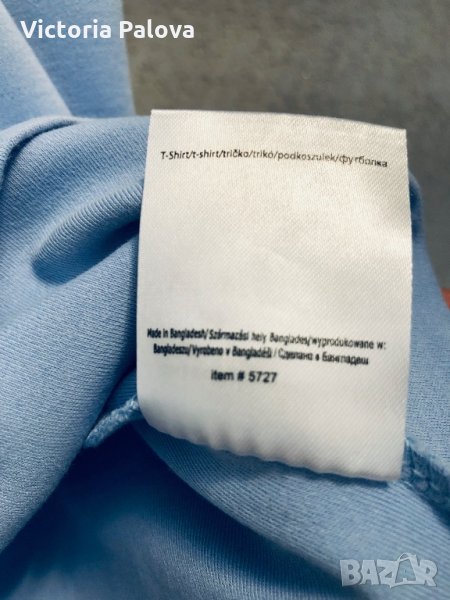 Victoria Palova
T-Shirt/t-shirt/tričko/trikó/podkoszulek/футболка
Made in Bangladesh/ Származási hely Banglades/wyprodukowane w:
Bangladeszu/ Vyrobeno v Bangladéši / Сделано в Бангладеш
item # 5727
BAZAR